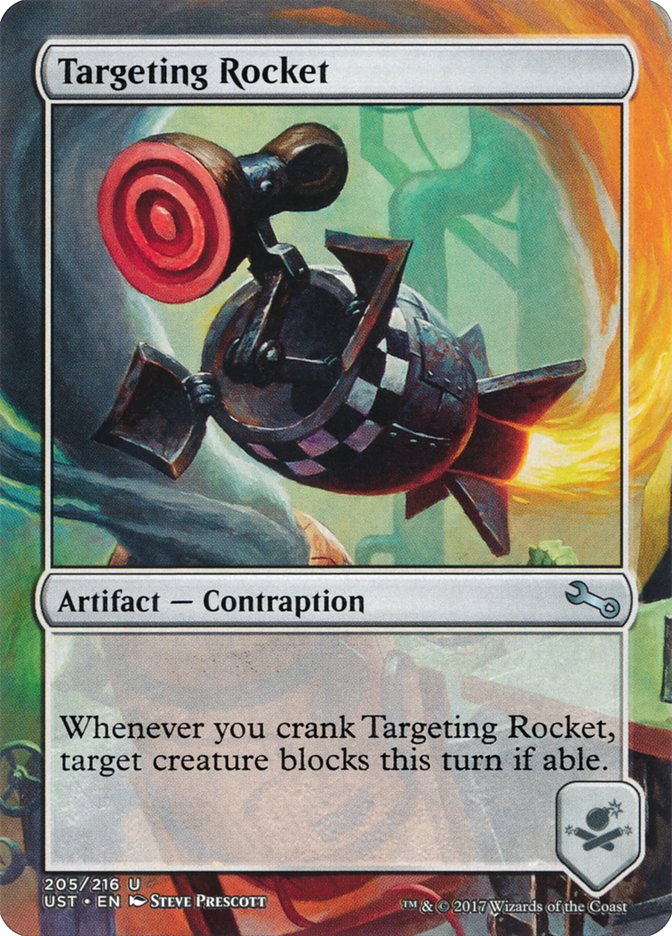 Targeting Rocket
Artifact — Contraption
Whenever you crank Targeting Rocket,
target creature blocks this turn if able.
205/216 U
UST • EN Steve Prescott
™ & © 2017 Wizards of the Coast